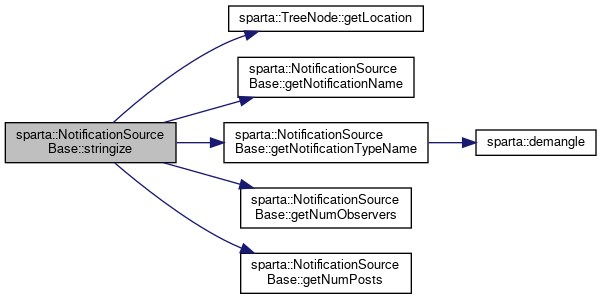 sparta::NotificationSource
Base::stringize
sparta::TreeNode::getLocation
sparta::NotificationSource
Base::getNotificationName
sparta::NotificationSource
Base::getNotificationTypeName
sparta::demangle
sparta::NotificationSource
Base::getNumObservers
sparta::NotificationSource
Base::getNumPosts